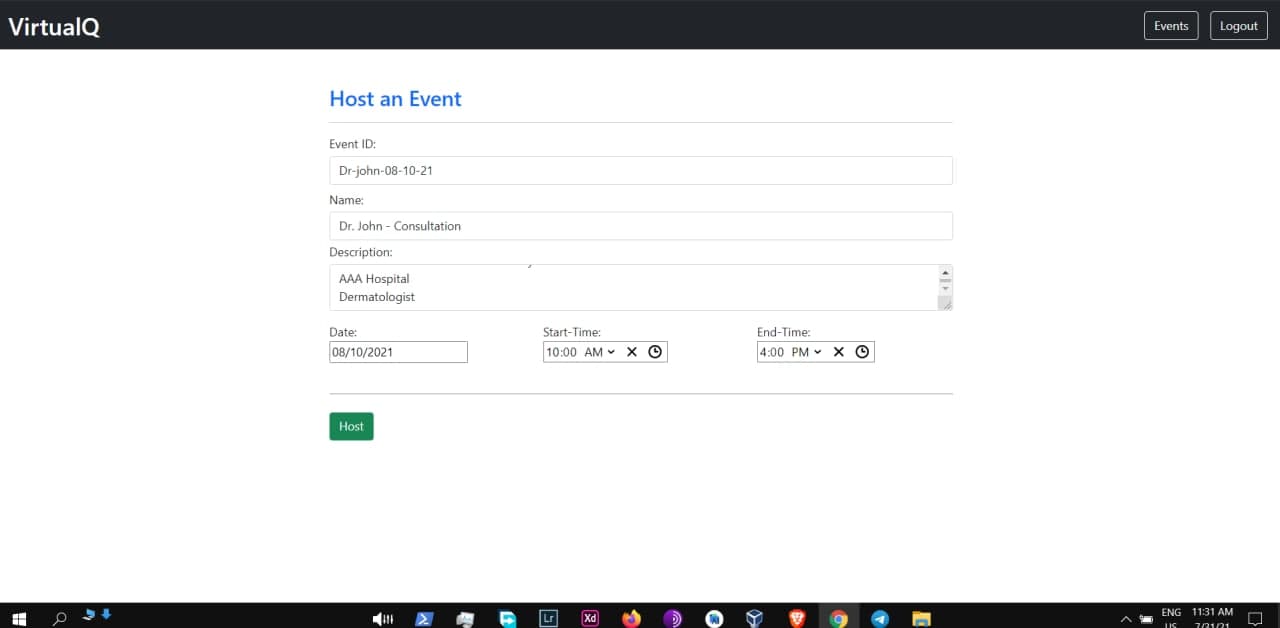 VirtualQ
Events
Logout
Host an Event
Event ID:
Dr-john-08-10-21
Name:
Dr. John - Consultation
Description:
AAA Hospital
Dermatologist
Date:
Start-Time:
End-Time:
08/10/2021
10:00 AM
4:00 PM
Host
Lr
Xd
ENG
11:31 AM
US
7/31/21